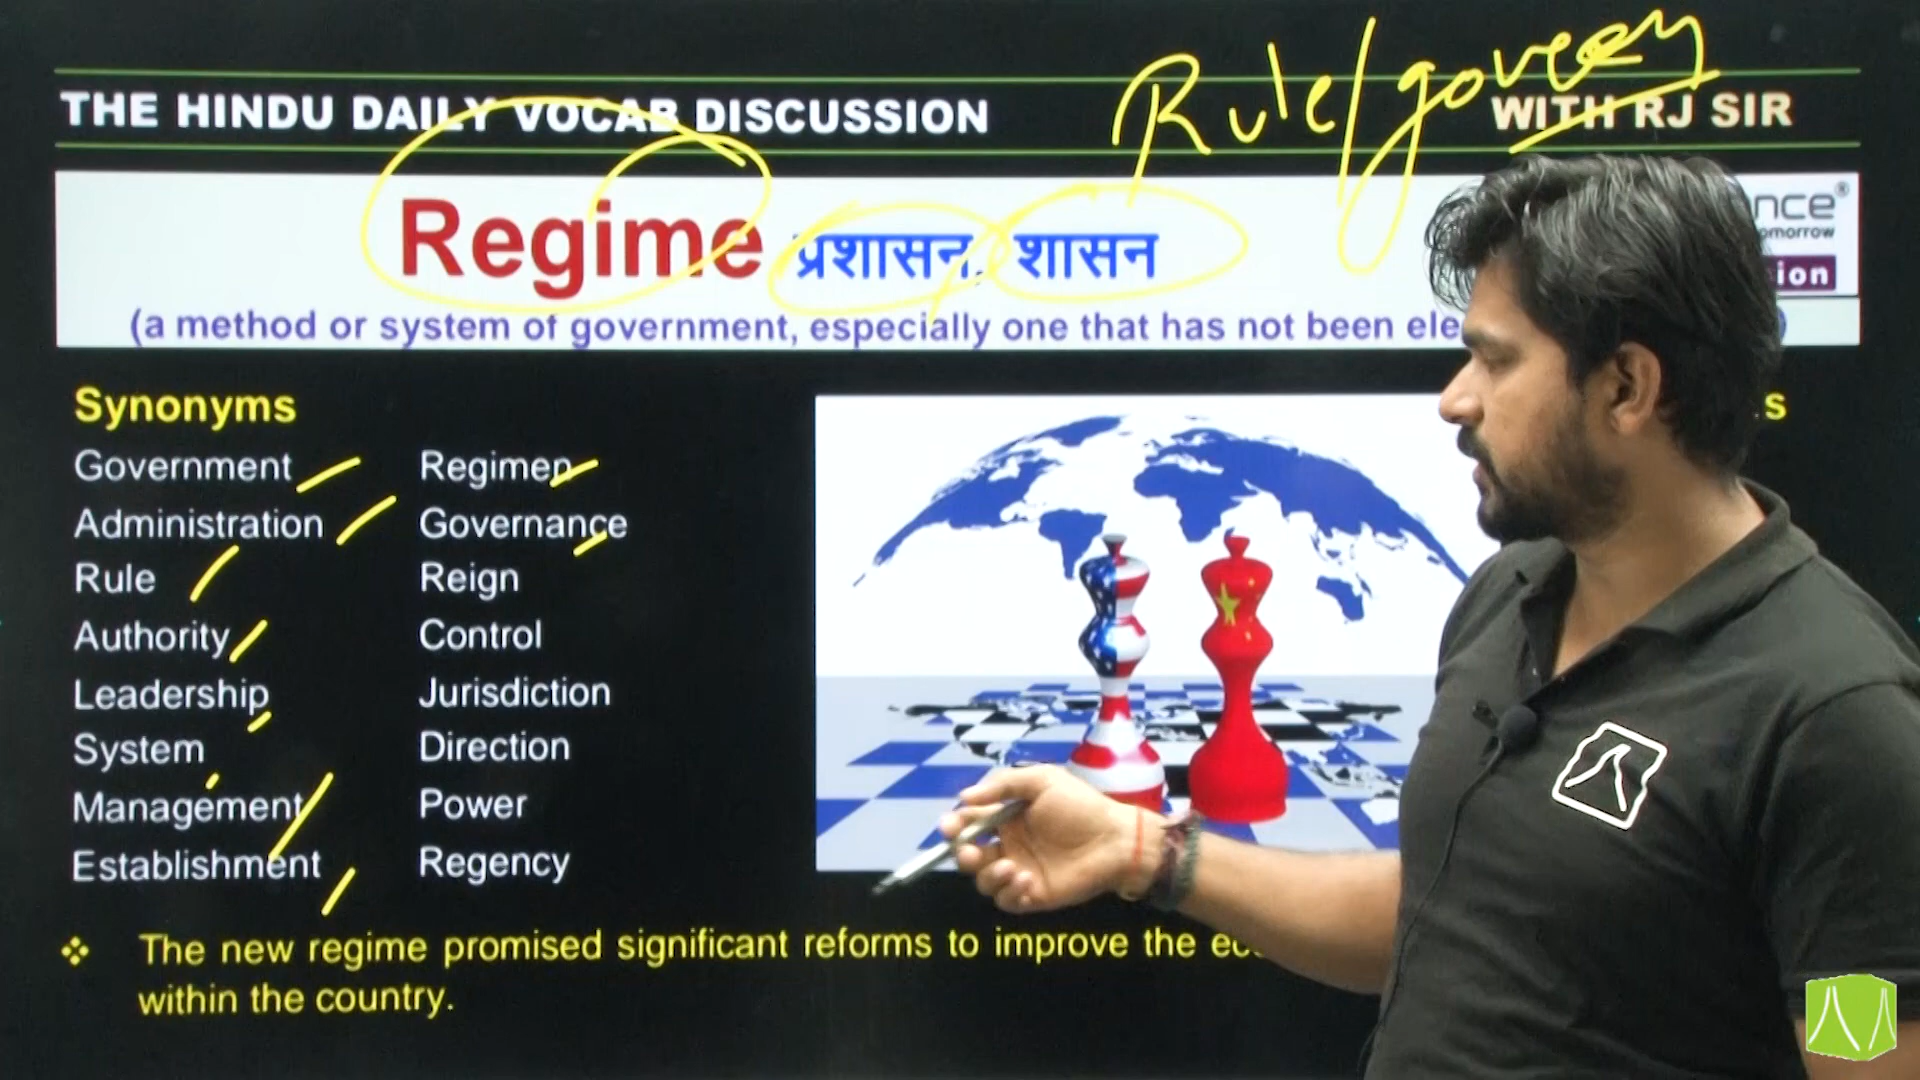 Rule/govern
THE HINDU DAILY VOCAB DISCUSSION WITH RJ SIR
Regime प्रशासन, शासन
(a method or system of government, especially one that has not been
Synonyms
Government Regimen
Administration Governance
Rule Reign
Authority Control
Leadership Jurisdiction
System Direction
Management Power
Establishment Regency
❖ The new regime promised significant reforms to improve the
within the country.